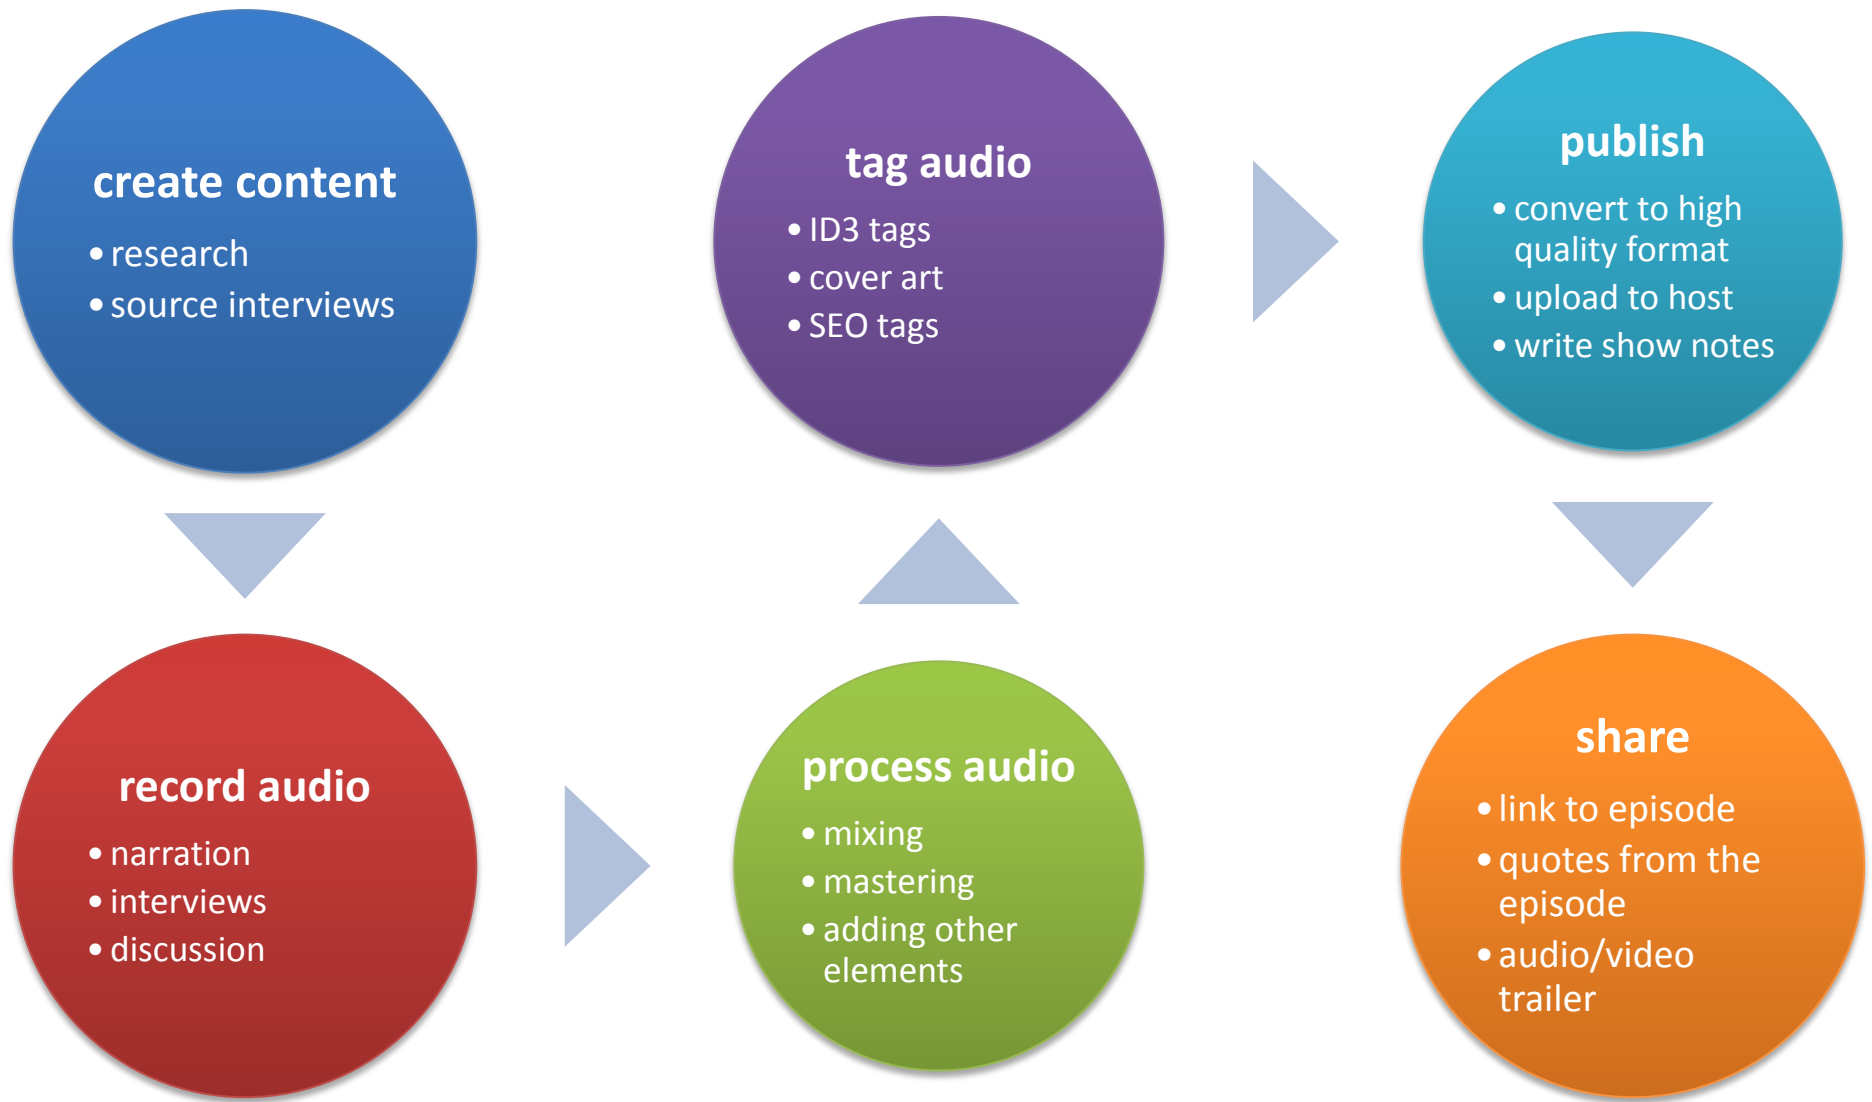 create content
• research
• source interviews
record audio
• narration
• interviews
• discussion
process audio
• mixing
• mastering
• adding other
elements
tag audio
• ID3 tags
• cover art
• SEO tags
publish
• convert to high
quality format
• upload to host
• write show notes
share
• link to episode
• quotes from the
episode
• audio/video
trailer